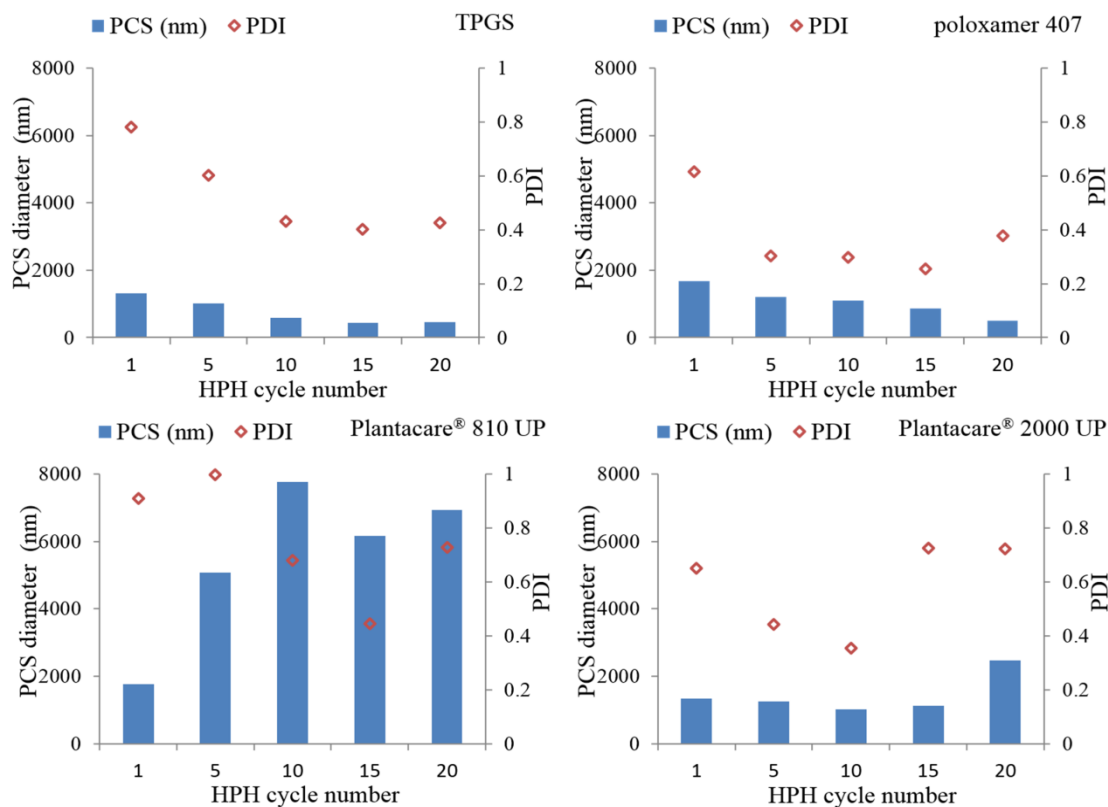 PCS (nm) PDI TPGS
8000 1
6000 0.8
4000 0.6
2000 0.4
0 0.2
0
PCS diameter (nm)
PDI
1 5 10 15 20
HPH cycle number
PCS (nm) PDI poloxamer 407
8000 1
6000 0.8
4000 0.6
2000 0.4
0 0.2
0
PCS diameter (nm)
PDI
1 5 10 15 20
HPH cycle number
PCS (nm) PDI Plantacare® 810 UP
8000 1
6000 0.8
4000 0.6
2000 0.4
0 0.2
0
PCS diameter (nm)
PDI
1 5 10 15 20
HPH cycle number
PCS (nm) PDI Plantacare® 2000 UP
8000 1
6000 0.8
4000 0.6
2000 0.4
0 0.2
0
PCS diameter (nm)
PDI
1 5 10 15 20
HPH cycle number